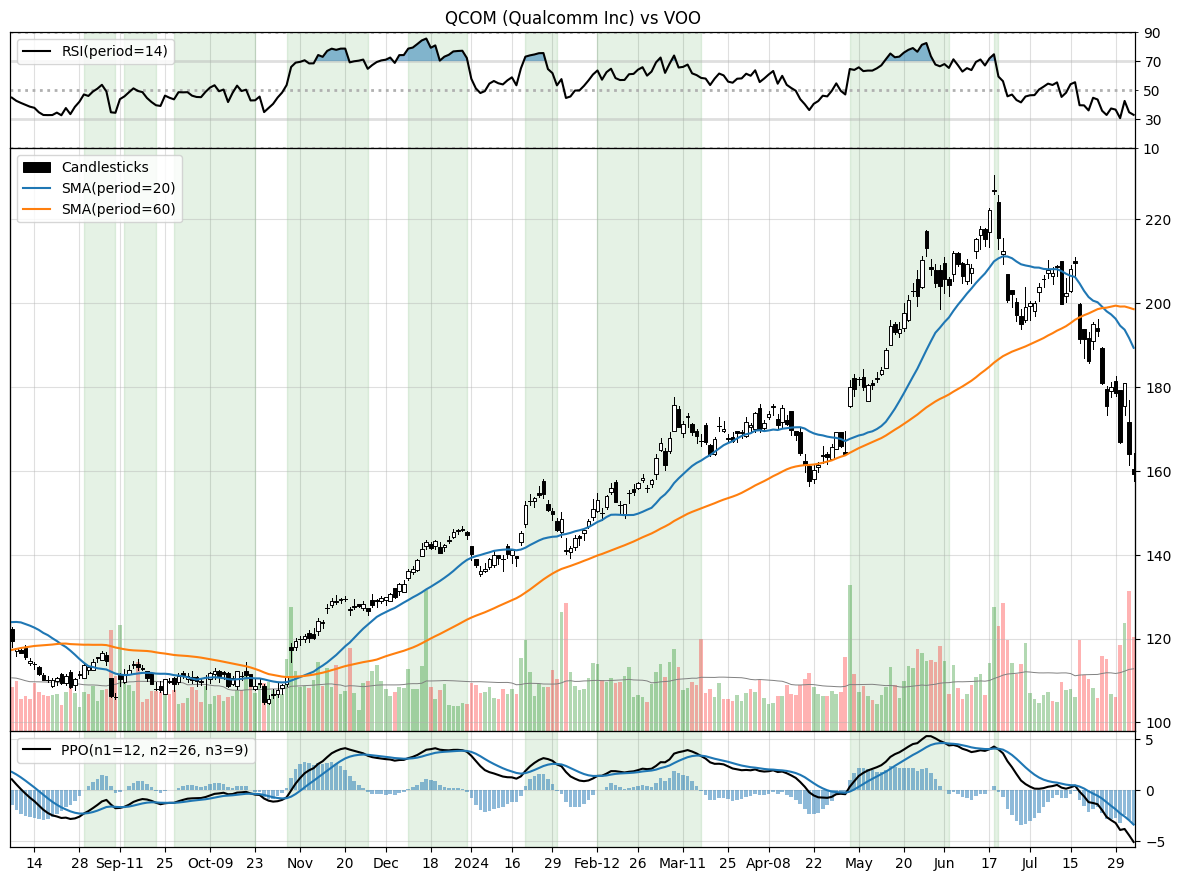 QCOM (Qualcomm Inc) vs VOO
RSI(period=14)
90
70
50
30
10
Candlesticks
SMA(period=20)
SMA(period=60)
220
200
180
160
140
120
100
PPO(n1=12, n2=26, n3=9)
5
0
−5
14 28 Sep-11 25 Oct-09 23 Nov 20 Dec 18 2024 16 29 Feb-12 26 Mar-11 25 Apr-08 22 May 20 Jun 17 Jul 15 29